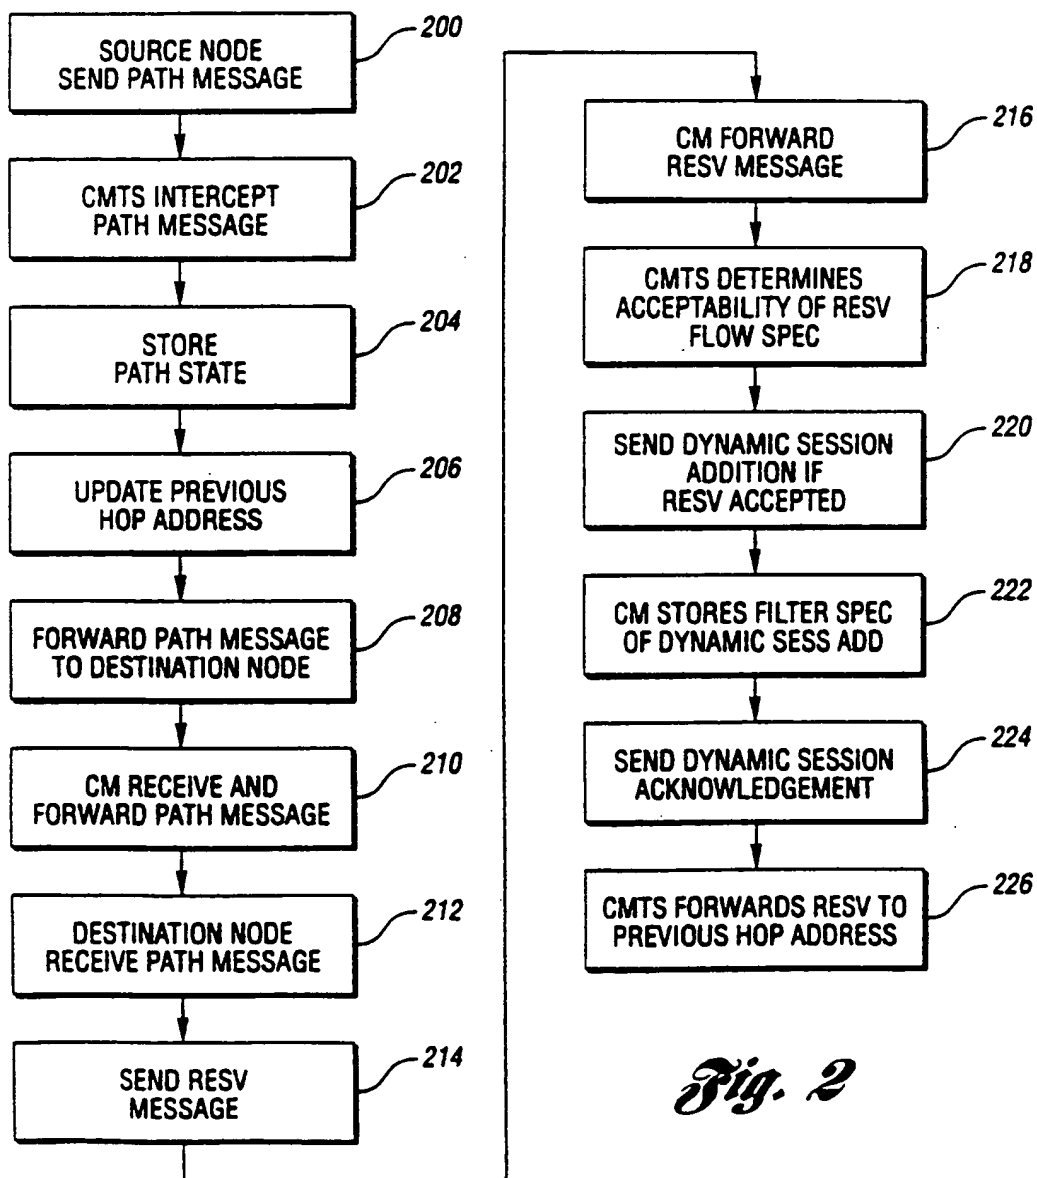 SOURCE NODE
SEND PATH MESSAGE
200
CMTS INTERCEPT
PATH MESSAGE
202
STORE
PATH STATE
204
UPDATE PREVIOUS
HOP ADDRESS
206
FORWARD PATH MESSAGE
TO DESTINATION NODE
208
CM RECEIVE AND
FORWARD PATH MESSAGE
210
DESTINATION NODE
RECEIVE PATH MESSAGE
212
SEND RESV
MESSAGE
214
CM FORWARD
RESV MESSAGE
216
CMTS DETERMINES
ACCEPTABILITY OF RESV
FLOW SPEC
218
SEND DYNAMIC SESSION
ADDITION IF
RESV ACCEPTED
220
CM STORES FILTER SPEC
OF DYNAMIC SESS ADD
222
SEND DYNAMIC SESSION
ACKNOWLEDGEMENT
224
CMTS FORWARDS RESV TO
PREVIOUS HOP ADDRESS
226
Fig. 2